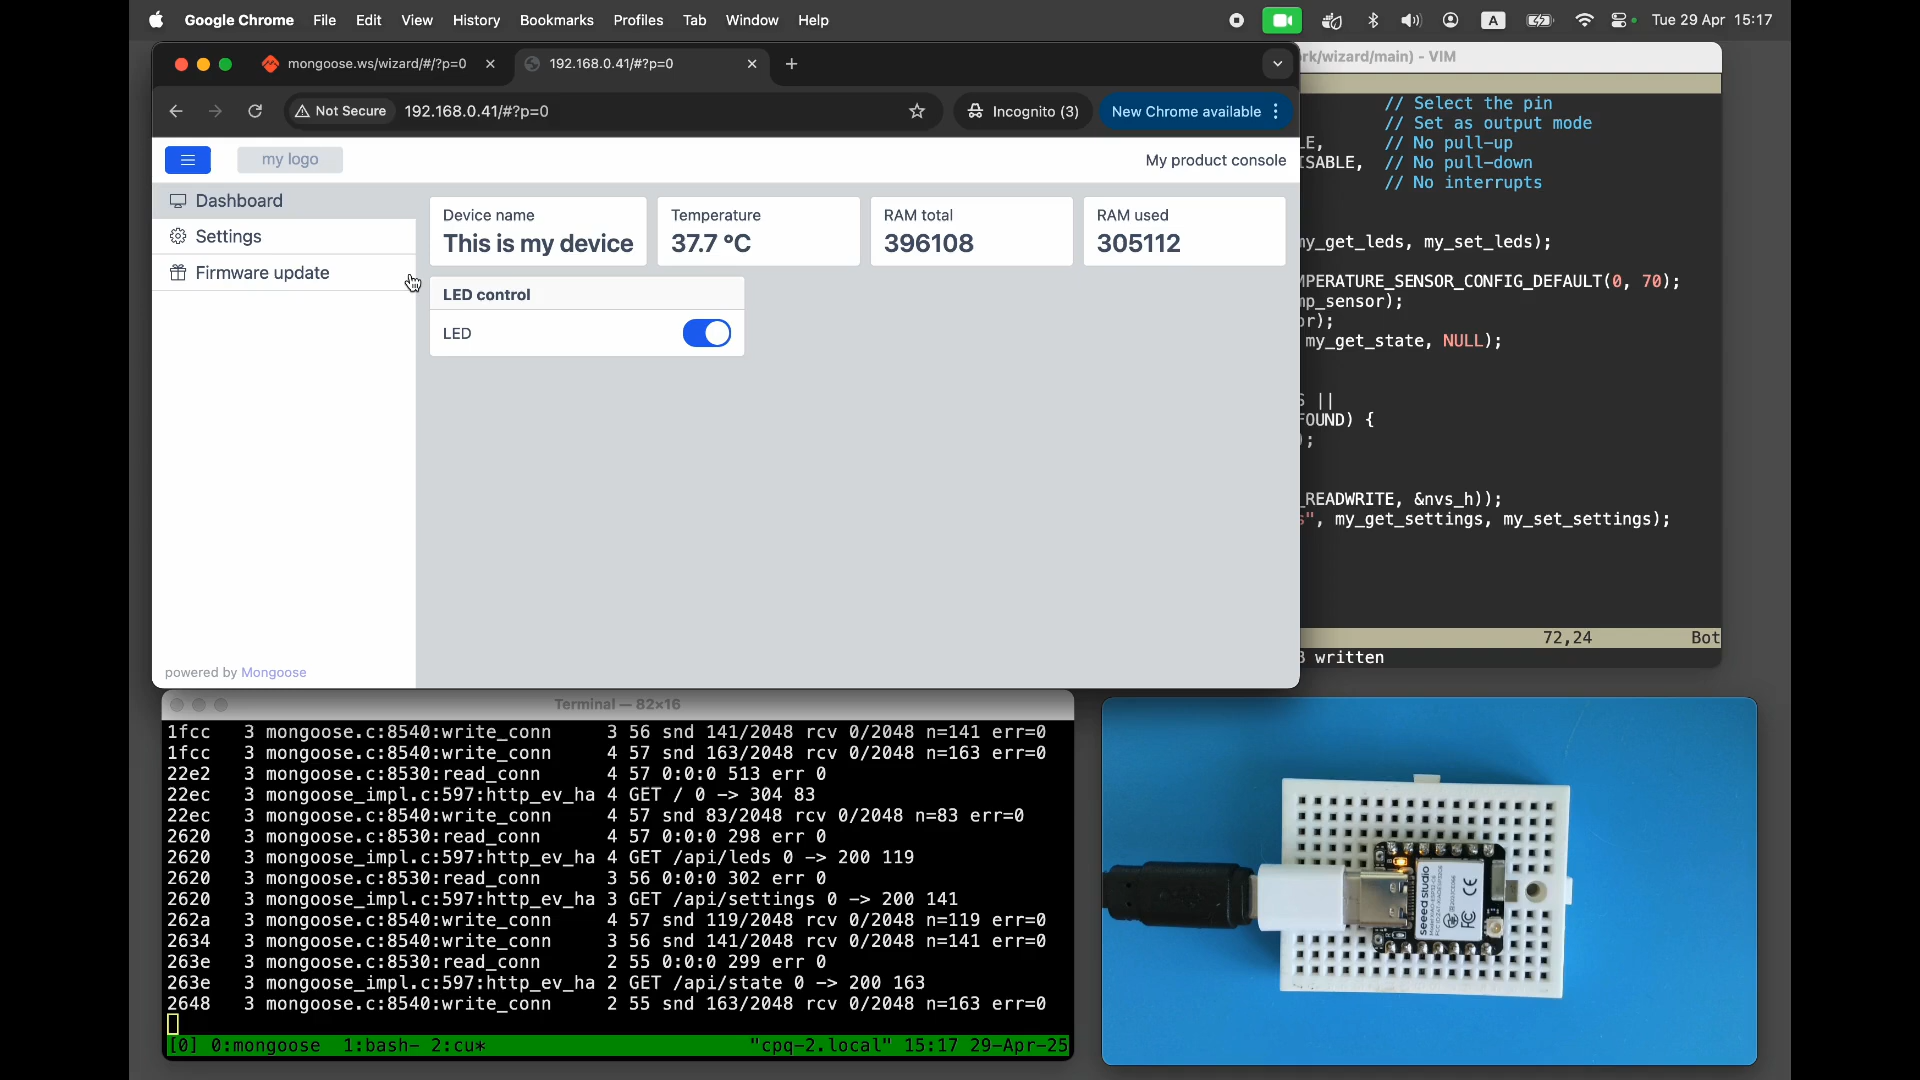 Google Chrome File Edit View History Bookmarks Profiles Tab Window Help A Tue 29 Apr 15:17
mongoose.ws/wizard/#/?p=0
192.168.0.41/#?p=0
Not Secure 192.168.0.41/#?p=0 Incognito (3) New Chrome available
my logo My product console
Dashboard
Settings
Firmware update
powered by Mongoose
Device name
This is my device
Temperature
37.7 °C
RAM total
396108
RAM used
305112
LED control
LED
rk/wizard/main) - VIM
// Select the pin
// Set as output mode
LE, // No pull-up
ISABLE, // No pull-down
// No interrupts
my_get_leds, my_set_leds);
MPERATURE_SENSOR_CONFIG_DEFAULT(0, 70);
mp_sensor);
or);
my_get_state, NULL);
S ||
FOUND) {
);
_READWRITE, &nvs_h));
s", my_get_settings, my_set_settings);
72,24 Bot
B written
Terminal — 82×16
1fcc 3 mongoose.c:8540:write_conn 3 56 snd 141/2048 rcv 0/2048 n=141 err=0
1fcc 3 mongoose.c:8540:write_conn 4 57 snd 163/2048 rcv 0/2048 n=163 err=0
22e2 3 mongoose.c:8530:read_conn 4 57 0:0:0 513 err 0
22ec 3 mongoose_impl.c:597:http_ev_ha 4 GET / 0 -> 304 83
22ec 3 mongoose.c:8540:write_conn 4 57 snd 83/2048 rcv 0/2048 n=83 err=0
2620 3 mongoose.c:8530:read_conn 4 57 0:0:0 298 err 0
2620 3 mongoose_impl.c:597:http_ev_ha 4 GET /api/leds 0 -> 200 119
2620 3 mongoose.c:8530:read_conn 3 56 0:0:0 302 err 0
2620 3 mongoose_impl.c:597:http_ev_ha 3 GET /api/settings 0 -> 200 141
262a 3 mongoose.c:8540:write_conn 4 57 snd 119/2048 rcv 0/2048 n=119 err=0
2634 3 mongoose.c:8540:write_conn 3 56 snd 141/2048 rcv 0/2048 n=141 err=0
263e 3 mongoose.c:8530:read_conn 2 55 0:0:0 299 err 0
263e 3 mongoose_impl.c:597:http_ev_ha 2 GET /api/state 0 -> 200 163
2648 3 mongoose.c:8540:write_conn 2 55 snd 163/2048 rcv 0/2048 n=163 err=0
[0] 0:mongoose 1:bash- 2:cu* "cpq-2.local" 15:17 29-Apr-25
seeed studio
CE
FC